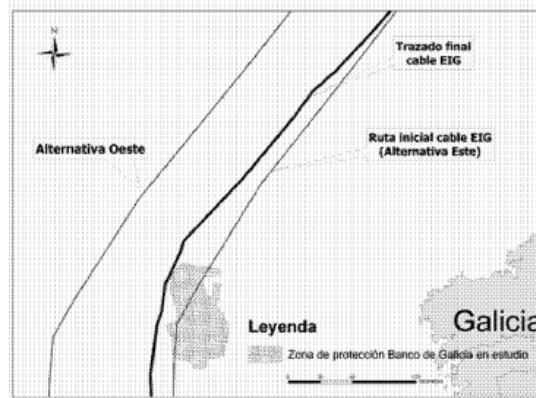 N
Trazado final
cable EIG
Alternativa Oeste
Ruta inicial cable EIG
(Alternativa Este)
Leyenda
Galicia
Zona de protección Banco de Galicia en estudio